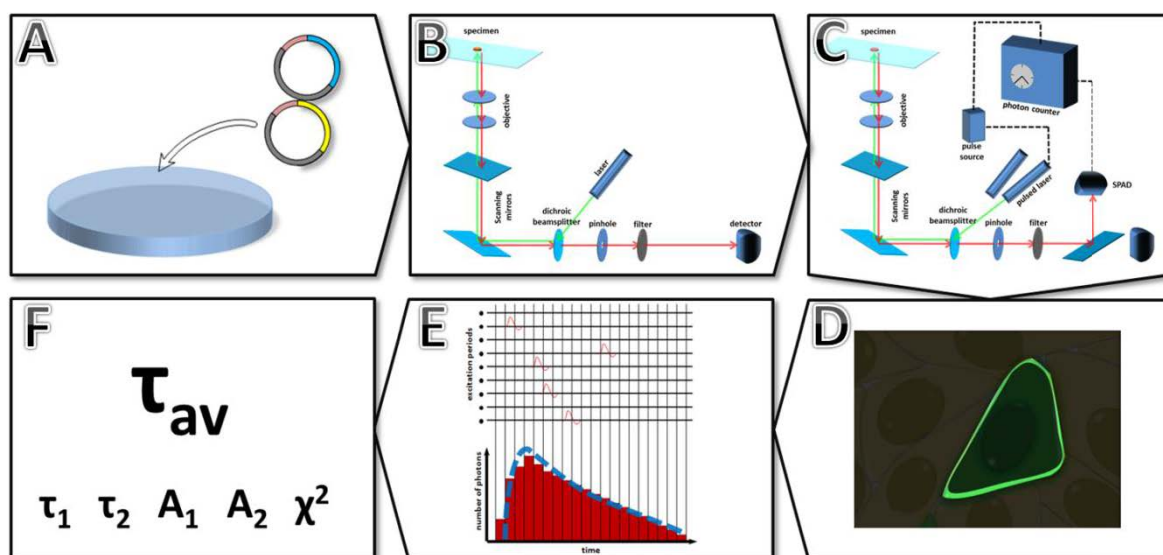 A
B
specimen
objective
Scanning
mirrors
laser
dichroic
beamsplitter
pinhole
filter
detector
C
specimen
objective
Scanning
mirrors
photon counter
pulse
source
pulsed laser
SPAD
dichroic
beamsplitter
pinhole
filter
D
E
excitation periods
number of photons
time
F
τav
τ1 τ2 A1 A2 χ²